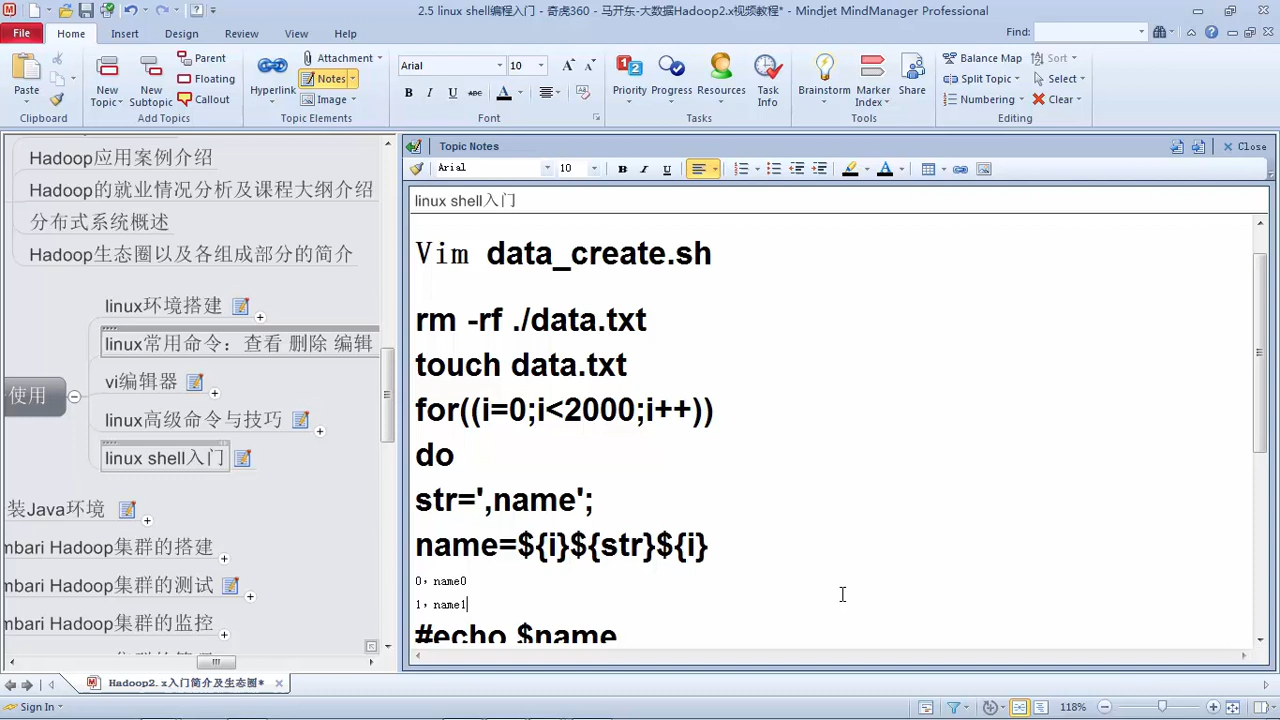 2.5 linux shell编程入门 - 奇虎360 - 马开东-大数据Hadoop2.x视频教程* - Mindjet MindManager Professional
File Home Insert Design Review View Help Find:
Paste
Clipboard
New Topic New Subtopic Parent Floating Callout
Add Topics
Hyperlink Attachment Notes Image
Topic Elements
Arial 10
B I U ABC A
Font
Priority Progress Resources Task Info
Tasks
Brainstorm Marker Index Share
Tools
Balance Map Sort
Split Topic Select
Numbering Clear
Editing
Hadoop应用案例介绍
Hadoop的就业情况分析及课程大纲介绍
分布式系统概述
Hadoop生态圈以及各组成部分的简介
linux环境搭建
linux常用命令：查看 删除 编辑
使用
vi编辑器
linux高级命令与技巧
linux shell入门
装Java环境
mbari Hadoop集群的搭建
mbari Hadoop集群的测试
mbari Hadoop集群的监控
Topic Notes Close
Arial 10 B I U A
linux shell入门
Vim data_create.sh
rm -rf ./data.txt
touch data.txt
for((i=0;i<2000;i++))
do
str=',name';
name=${i}${str}${i}
0，name0
1，name1
#echo $name
Hadoop2.x入门简介及生态圈*
Sign In 118%